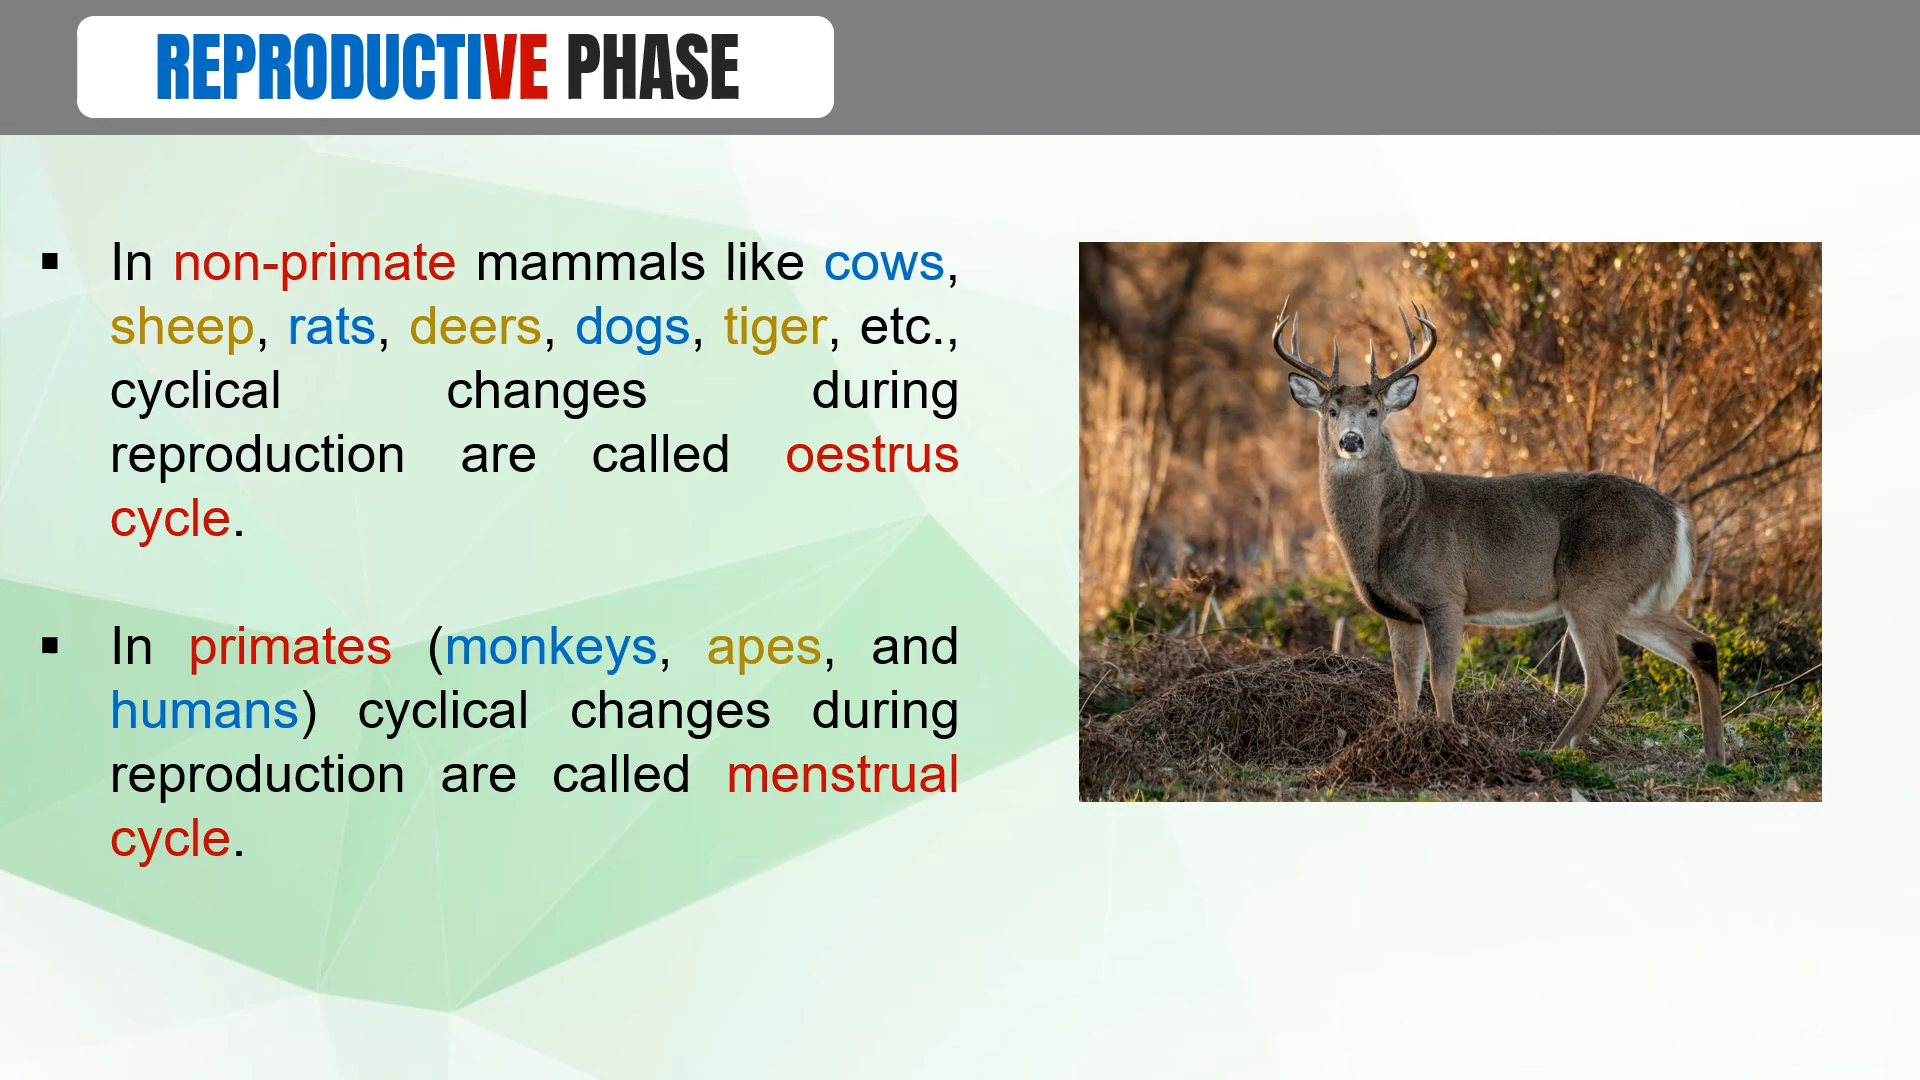 REPRODUCTIVE PHASE
▪ In non-primate mammals like cows,
sheep, rats, deers, dogs, tiger, etc.,
cyclical changes during
reproduction are called oestrus
cycle.
▪ In primates (monkeys, apes, and
humans) cyclical changes during
reproduction are called menstrual
cycle.